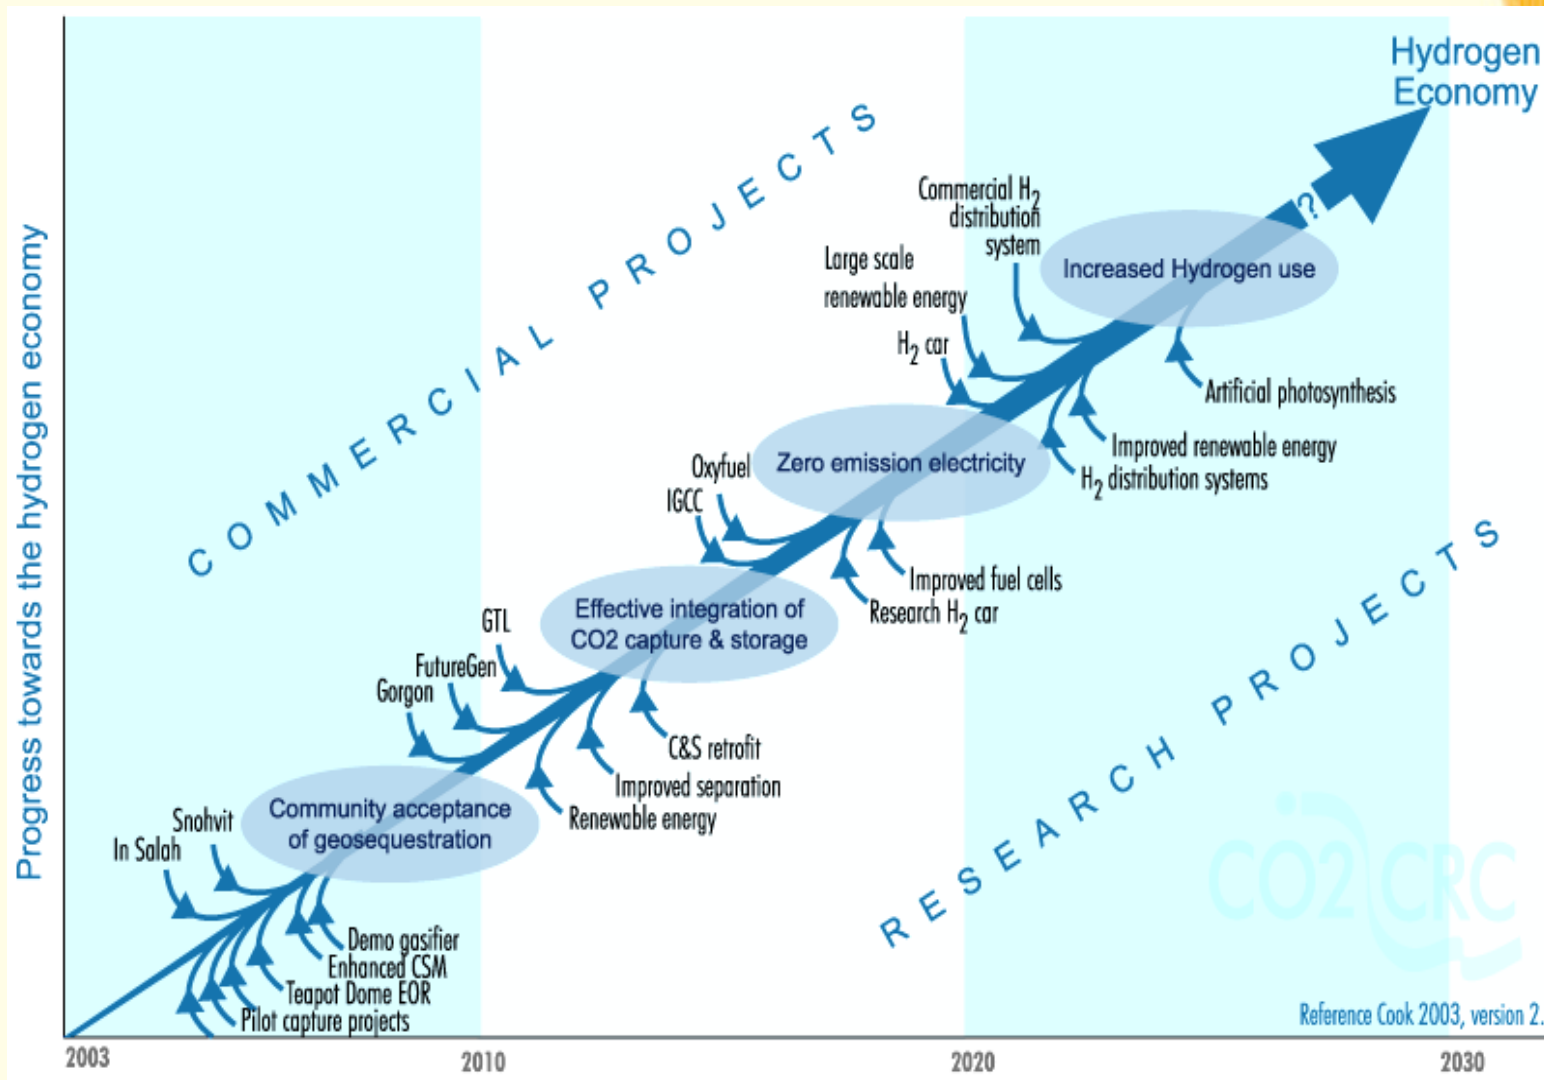 Hydrogen
Economy
?
Commercial H2
distribution
system
Increased Hydrogen use
Large scale
renewable energy
H2 car
Artificial photosynthesis
Improved renewable energy
H2 distribution systems
Oxyfuel
IGCC
Zero emission electricity
Improved fuel cells
Research H2 car
Effective integration of
CO2 capture & storage
GTL
FutureGen
Gorgon
C&S retrofit
Improved separation
Renewable energy
Community acceptance
of geosequestration
Snohvit
In Salah
Demo gasifier
Enhanced CSM
Teapot Dome EOR
Pilot capture projects
COMMERCIAL PROJECTS
RESEARCH PROJECTS
Progress towards the hydrogen economy
CO2CRC
Reference Cook 2003, version 2.
2003
2010
2020
2030